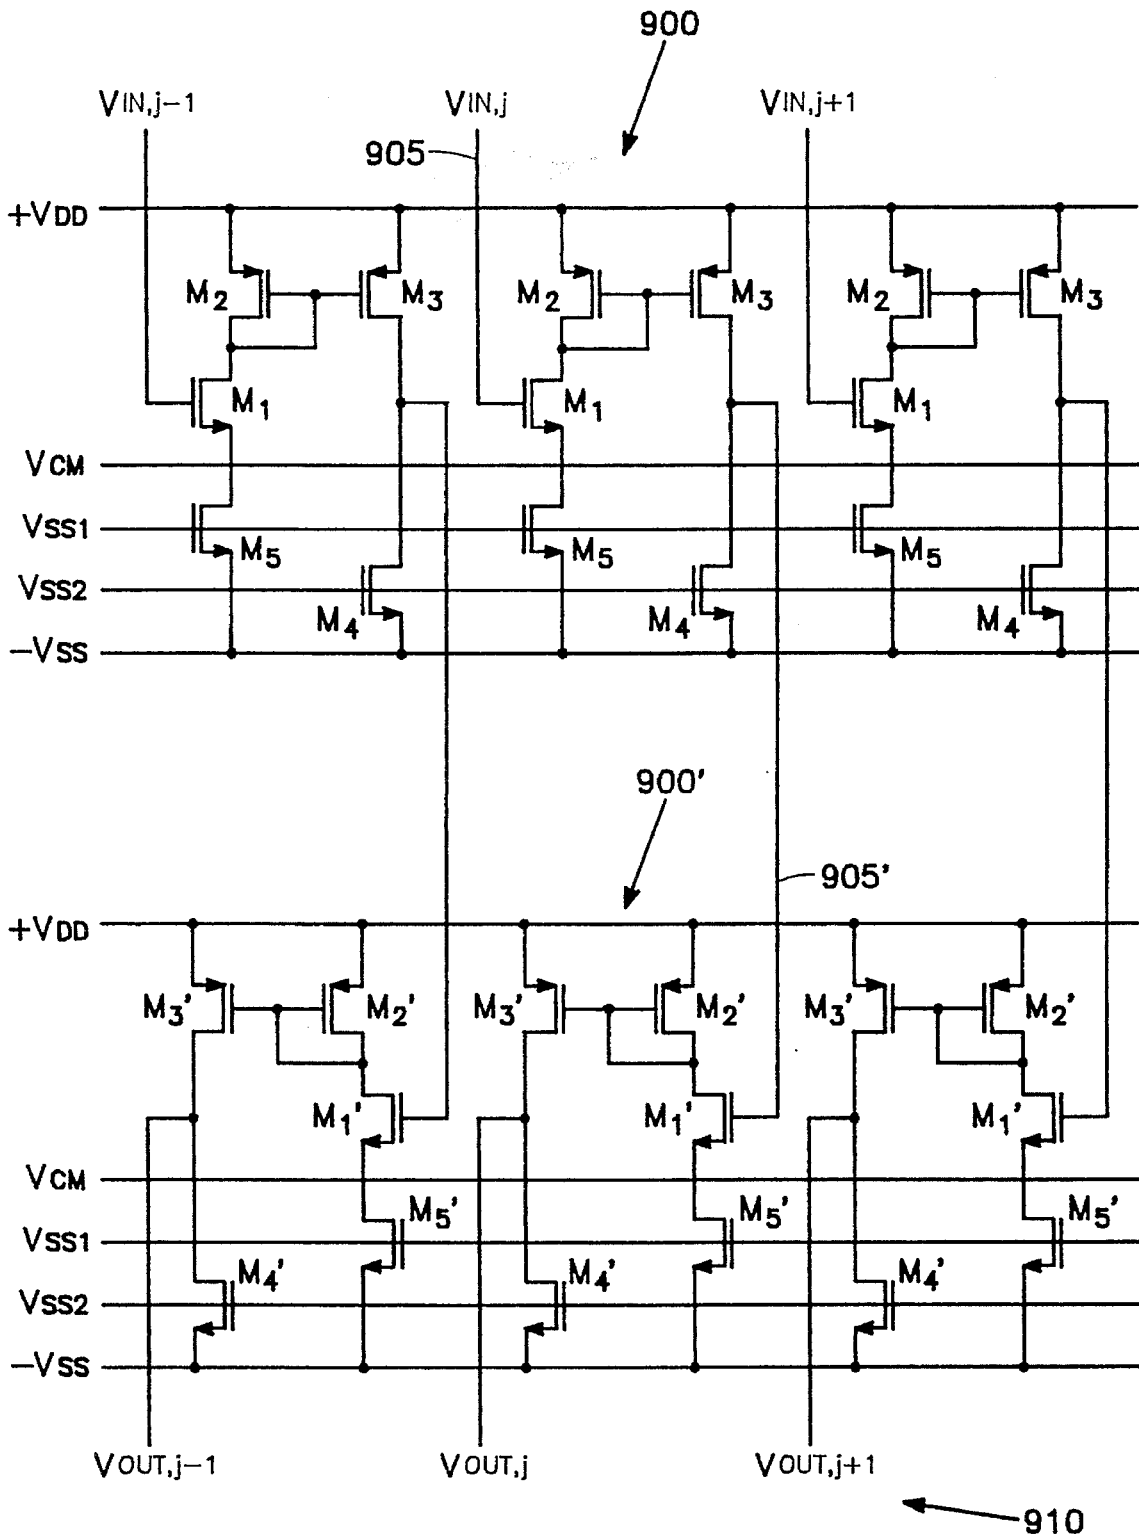 900
VIN,j-1 VIN,j VIN,j+1
905
+VDD
M2 M3 M2 M3 M2 M3
M1 M1 M1
VCM
VSS1
M5 M5 M5
VSS2
M4 M4 M4
-VSS
900'
905'
+VDD
M3' M2' M3' M2' M3' M2'
M1' M1' M1'
VCM
M5' M5' M5'
VSS1
M4' M4' M4'
VSS2
-VSS
VOUT,j-1 VOUT,j VOUT,j+1
910